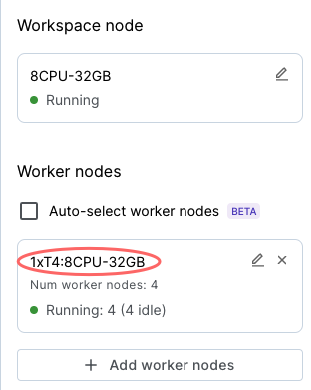 Workspace node
8CPU-32GB
Running
Worker nodes
Auto-select worker nodes BETA
1xT4:8CPU-32GB
Num worker nodes: 4
Running: 4 (4 idle)
+ Add worker nodes